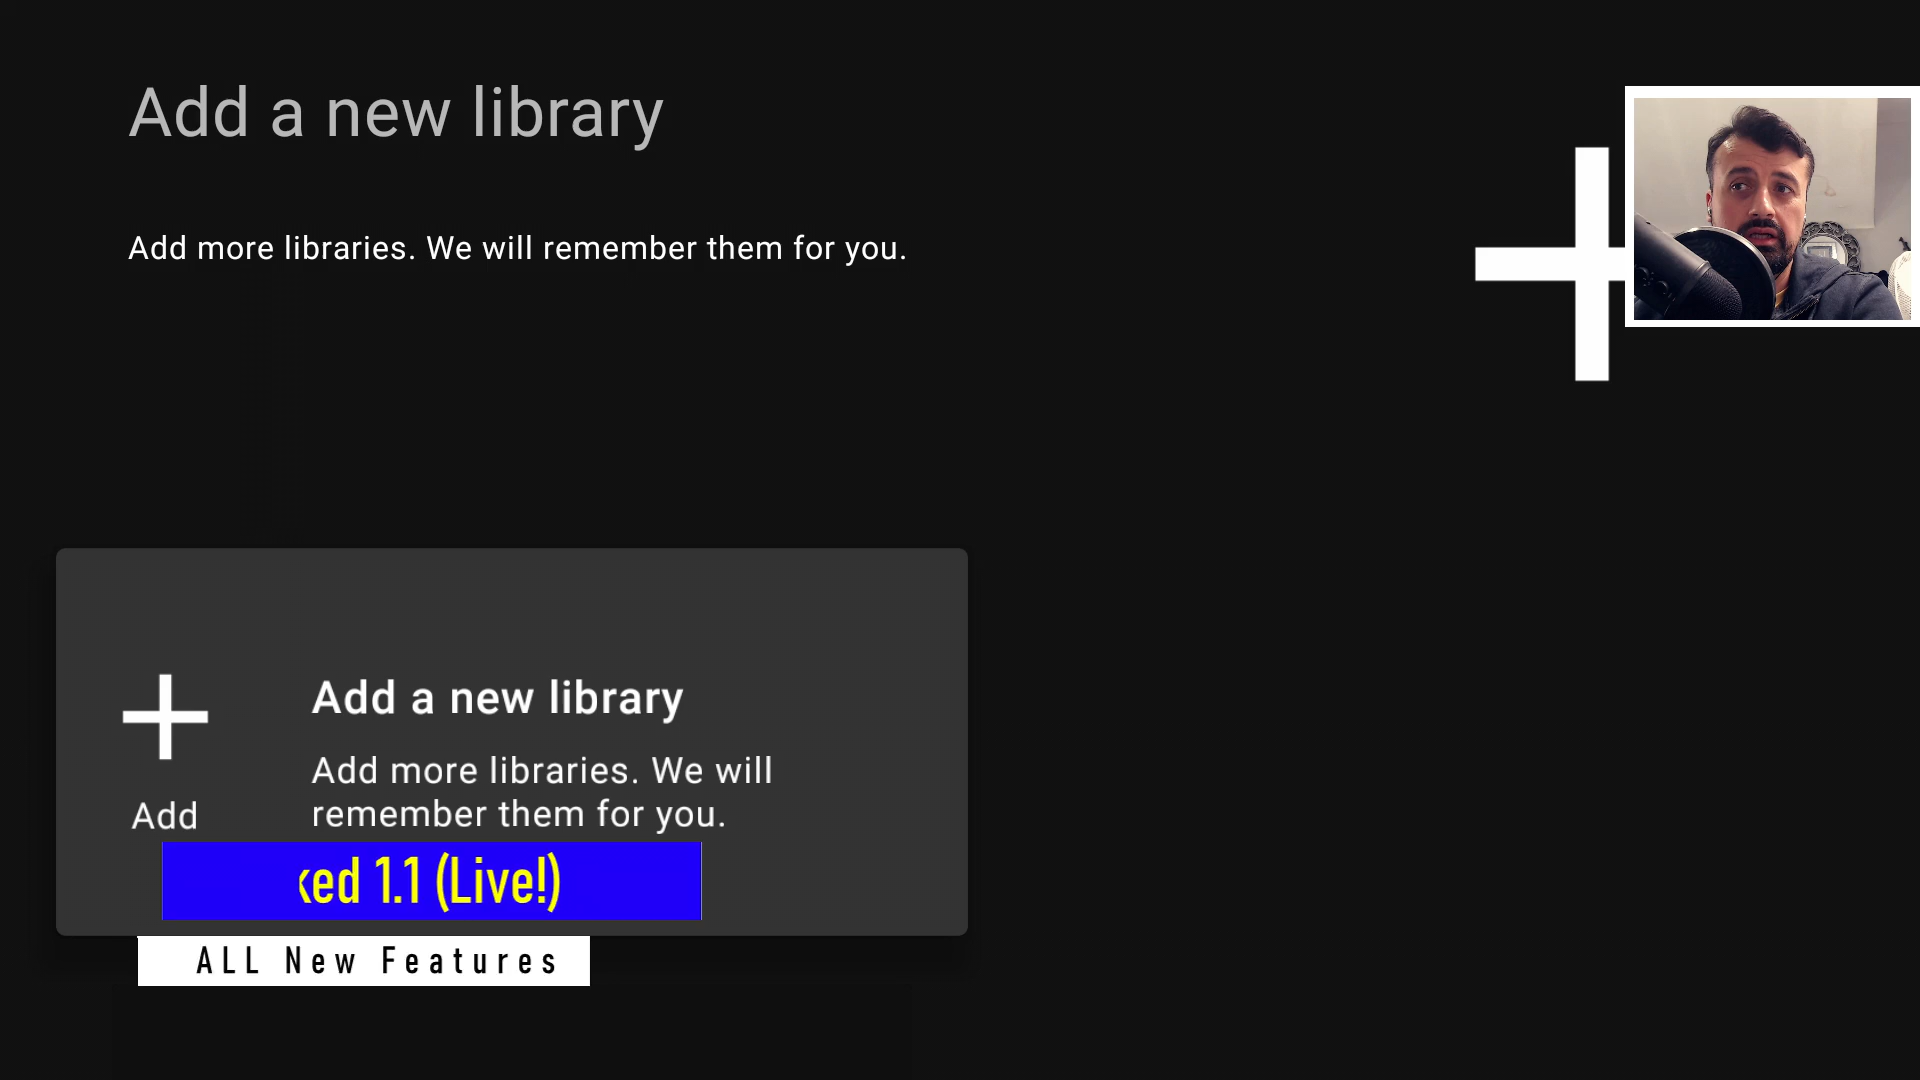 Add a new library
Add more libraries. We will remember them for you.
Add a new library
Add more libraries. We will
remember them for you.
Add
1.1 (Live!)
ALL New Features